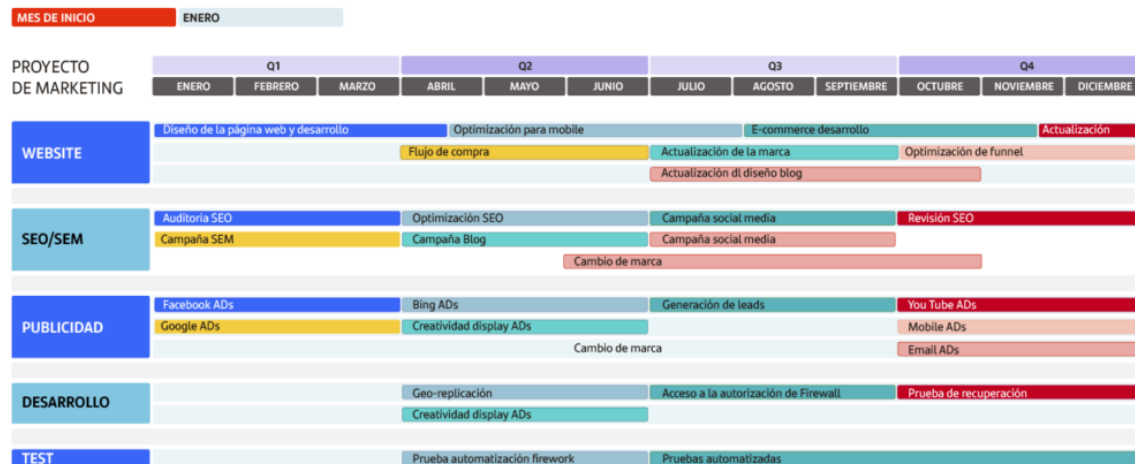 MES DE INICIO ENERO
PROYECTO
DE MARKETING
Q1 Q2 Q3 Q4
ENERO FEBRERO MARZO ABRIL MAYO JUNIO JULIO AGOSTO SEPTIEMBRE OCTUBRE NOVIEMBRE DICIEMBRE
WEBSITE
Diseño de la página web y desarrollo Optimización para mobile E-commerce desarrollo Actualización
Flujo de compra Actualización de la marca Optimización de funnel
Actualización dl diseño blog
SEO/SEM
Auditoría SEO Optimización SEO Campaña social media Revisión SEO
Campaña SEM Campaña Blog Campaña social media
Cambio de marca
PUBLICIDAD
Facebook ADs Bing ADs Generación de leads You Tube ADs
Google ADs Creatividad display ADs Mobile ADs
Cambio de marca Email ADs
DESARROLLO
Geo-replicación Acceso a la autorización de Firewall Prueba de recuperación
Creatividad display ADs
TEST
Prueba automatización firework Pruebas automatizadas